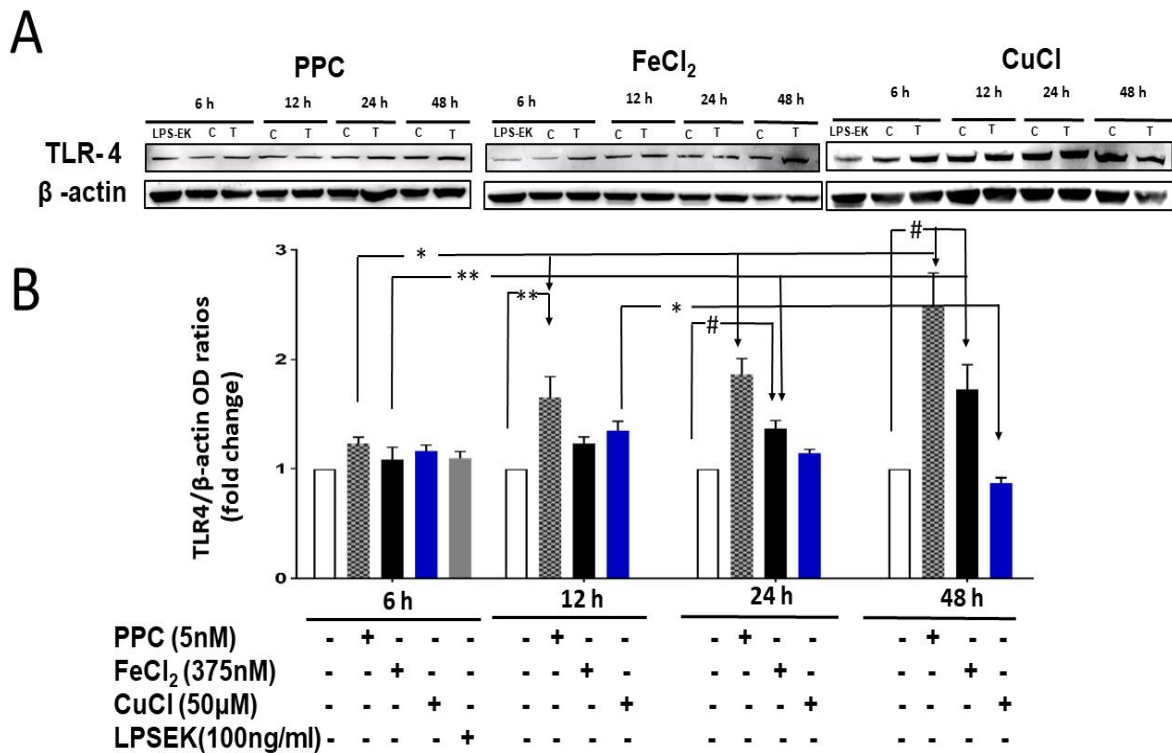 A
PPC FeCl₂ CuCl
6 h 12 h 24 h 48 h 6 h 12 h 24 h 48 h 6 h 12 h 24 h 48 h
LPS-EK C T C T C T C T LPS-EK C T C T C T C T LPS-EK C T C T C T C T
TLR- 4
β -actin
B
TLR4/β-actin OD ratios
(fold change)
3
2
1
0
* ** ** # * #
6 h 12 h 24 h 48 h
PPC (5nM) - + - - - - + - - - + - - - + - -
FeCl₂ (375nM) - - + - - - - + - - - + - - - + -
CuCl (50µM) - - - + - - - - + - - - + - - - +
LPSEK(100ng/ml) - - - - + - - - - - - - - - - - -